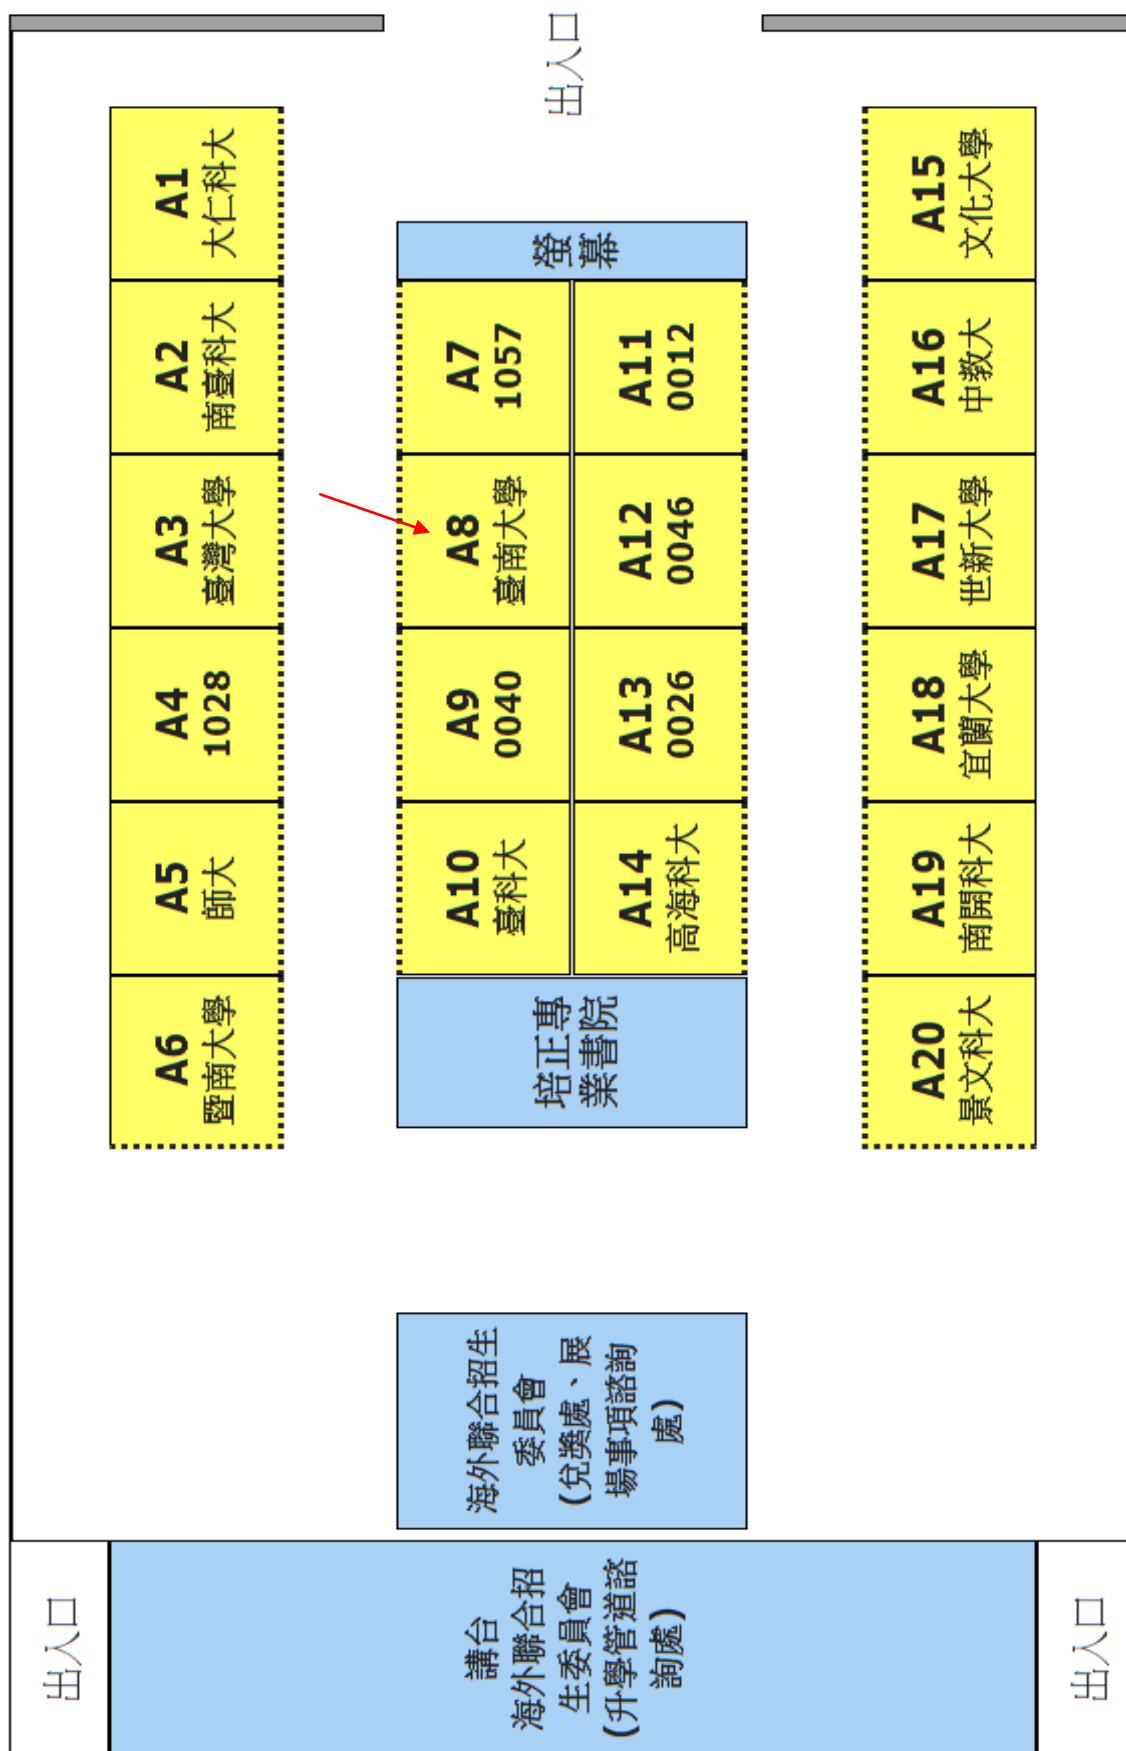 出入口
A6
暨南大學
A5
師大
A4
1028
A3
臺灣大學
A2
南臺科大
A1
大仁科大
講台
海外聯合招
生委員會
(升學管道諮
詢處)
海外聯合招生
委員會
(兌獎處、展
場事項諮詢
處)
培正專
業書院
A10
臺科大
A9
0040
A8
臺南大學
A7
1057
A14
高海科大
A13
0026
A12
0046
A11
0012
螢
幕
出入口
出入口
A20
景文科大
A19
南開科大
A18
宜蘭大學
A17
世新大學
A16
中教大
A15
文化大學